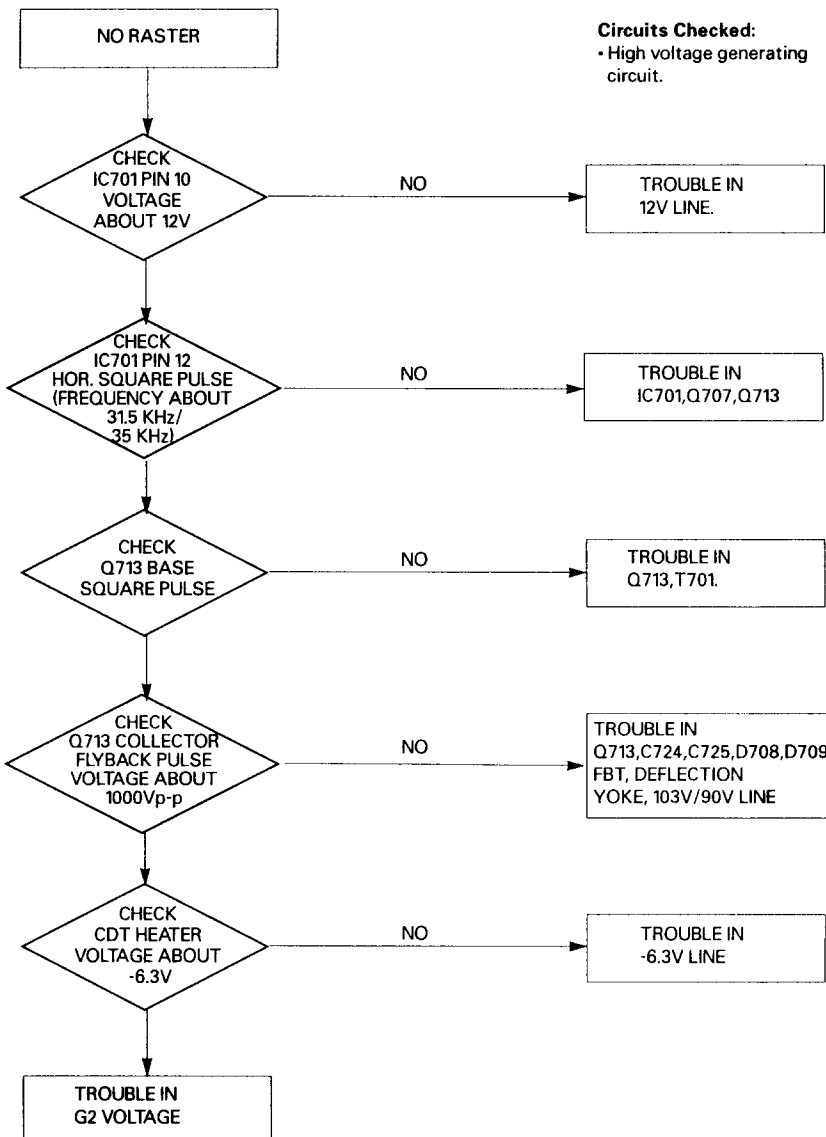 NO RASTER
Circuits Checked:
• High voltage generating
circuit.
CHECK
IC701 PIN 10
VOLTAGE
ABOUT 12V
NO
TROUBLE IN
12V LINE.
CHECK
IC701 PIN 12
HOR. SQUARE PULSE
(FREQUENCY ABOUT
31.5 KHz/
35 KHz)
NO
TROUBLE IN
IC701,Q707,Q713
CHECK
Q713 BASE
SQUARE PULSE
NO
TROUBLE IN
Q713,T701.
CHECK
Q713 COLLECTOR
FLYBACK PULSE
VOLTAGE ABOUT
1000Vp-p
NO
TROUBLE IN
Q713,C724,C725,D708,D709
FBT, DEFLECTION
YOKE, 103V/90V LINE
CHECK
CDT HEATER
VOLTAGE ABOUT
-6.3V
NO
TROUBLE IN
-6.3V LINE
TROUBLE IN
G2 VOLTAGE